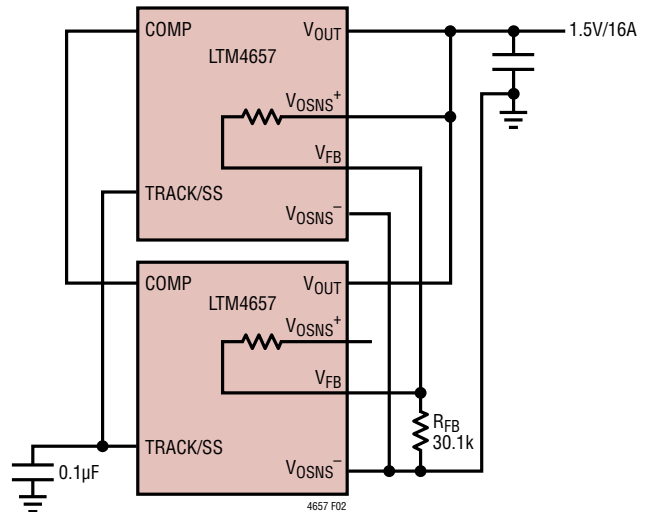 COMP
VOUT
1.5V/16A
LTM4657
VOSNS+
VFB
TRACK/SS
VOSNS–
COMP
VOUT
LTM4657
VOSNS+
VFB
RFB
30.1k
TRACK/SS
0.1µF
VOSNS–
4657 F02